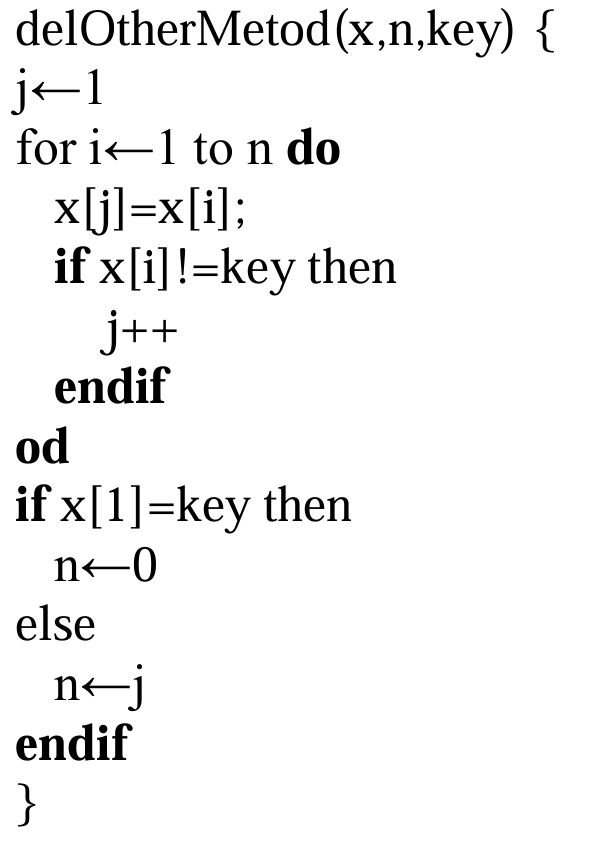 delOtherMetod(x,n,key) {
j←1
for i←1 to n do
x[j]=x[i];
if x[i]!=key then
j++
endif
od
if x[1]=key then
n←0
else
n←j
endif
}